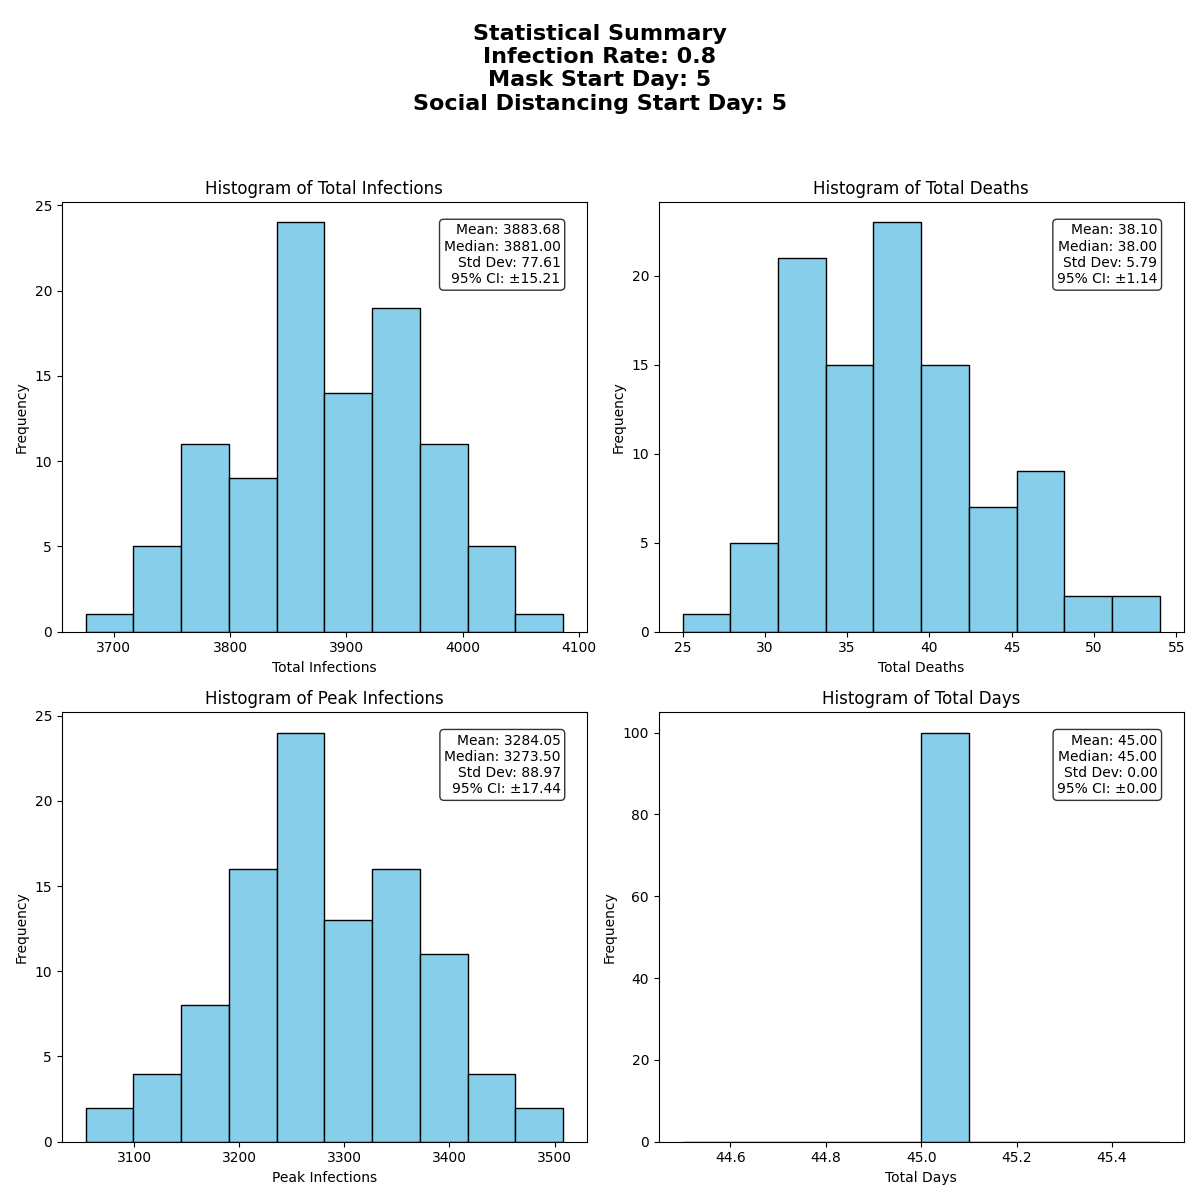 Statistical Summary
Infection Rate: 0.8
Mask Start Day: 5
Social Distancing Start Day: 5
Histogram of Total Infections
25
20
15
10
5
0
Frequency
Mean: 3883.68
Median: 3881.00
Std Dev: 77.61
95% CI: ±15.21
3700 3800 3900 4000 4100
Total Infections
Histogram of Total Deaths
20
15
10
5
0
Frequency
Mean: 38.10
Median: 38.00
Std Dev: 5.79
95% CI: ±1.14
25 30 35 40 45 50 55
Total Deaths
Histogram of Peak Infections
25
20
15
10
5
0
Frequency
Mean: 3284.05
Median: 3273.50
Std Dev: 88.97
95% CI: ±17.44
3100 3200 3300 3400 3500
Peak Infections
Histogram of Total Days
100
80
60
40
20
0
Frequency
Mean: 45.00
Median: 45.00
Std Dev: 0.00
95% CI: ±0.00
44.6 44.8 45.0 45.2 45.4
Total Days